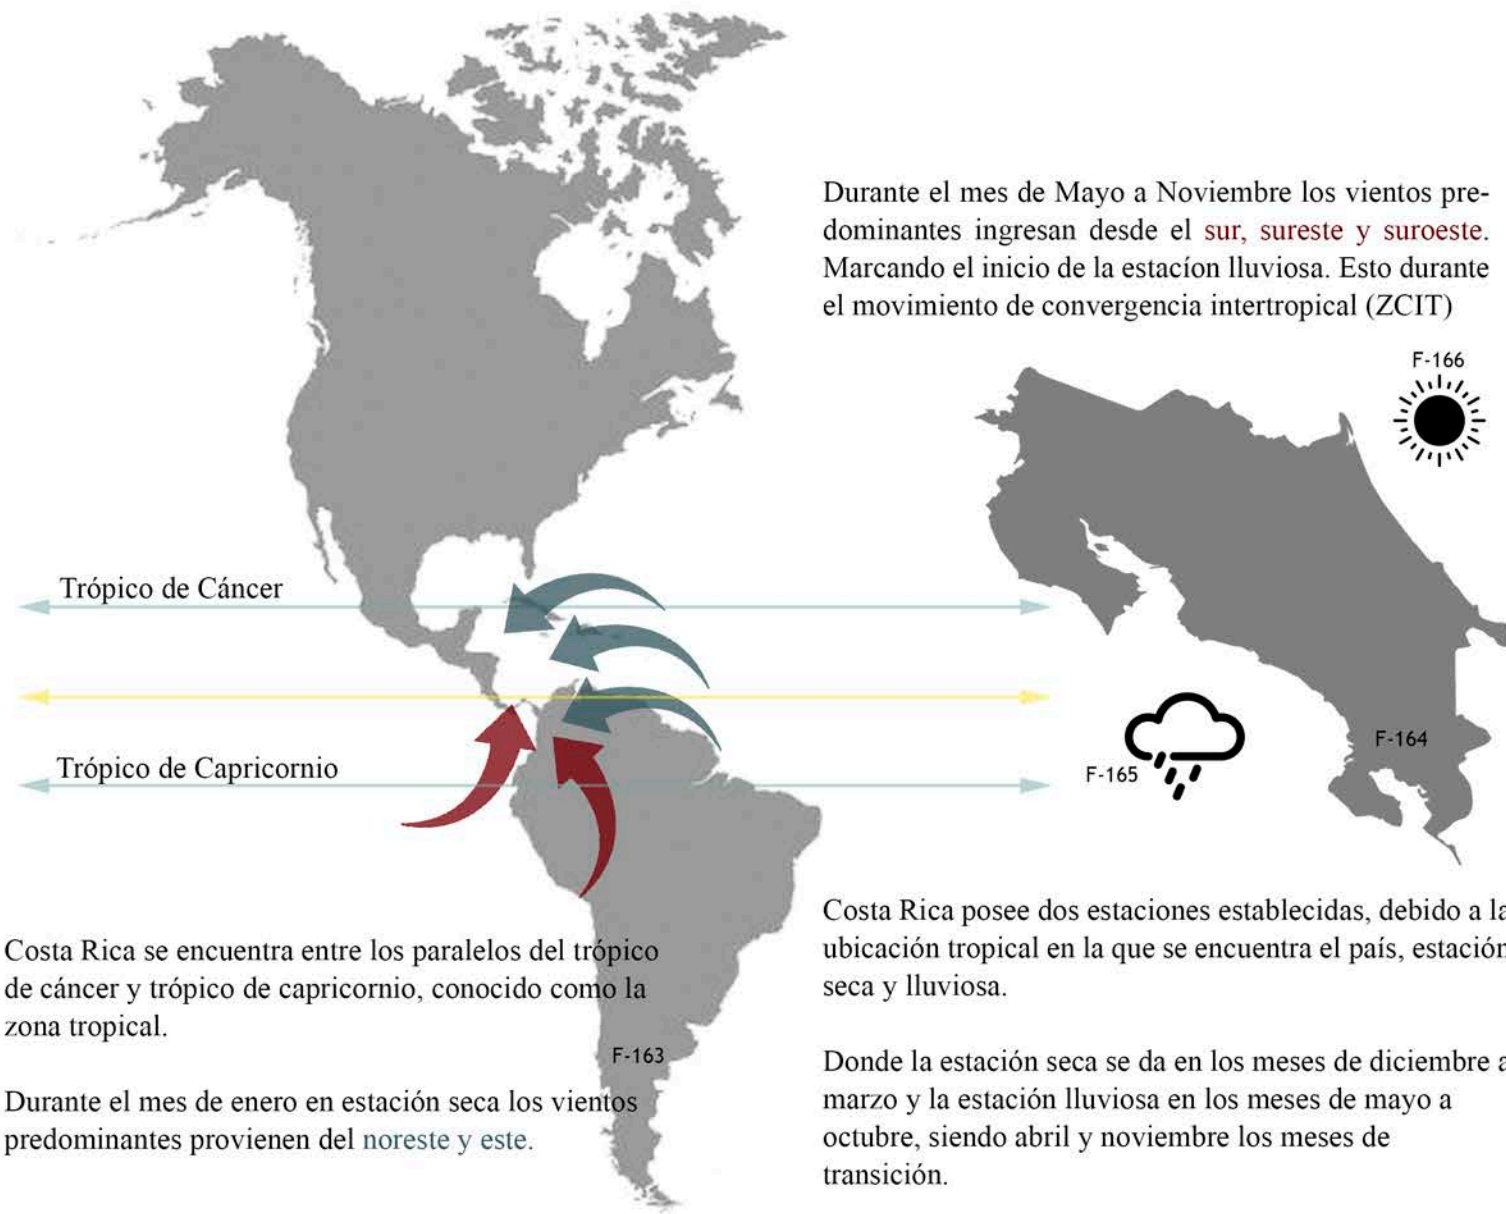 Durante el mes de Mayo a Noviembre los vientos pre-
dominantes ingresan desde el sur, sureste y suroeste.
Marcando el inicio de la estacíon lluviosa. Esto durante
el movimiento de convergencia intertropical (ZCIT)
F-166
Trópico de Cáncer
Trópico de Capricornio
F-164
F-165
Costa Rica se encuentra entre los paralelos del trópico
de cáncer y trópico de capricornio, conocido como la
zona tropical.
F-163
Durante el mes de enero en estación seca los vientos
predominantes provienen del noreste y este.
Costa Rica posee dos estaciones establecidas, debido a la
ubicación tropical en la que se encuentra el país, estación
seca y lluviosa.
Donde la estación seca se da en los meses de diciembre a
marzo y la estación lluviosa en los meses de mayo a
octubre, siendo abril y noviembre los meses de
transición.